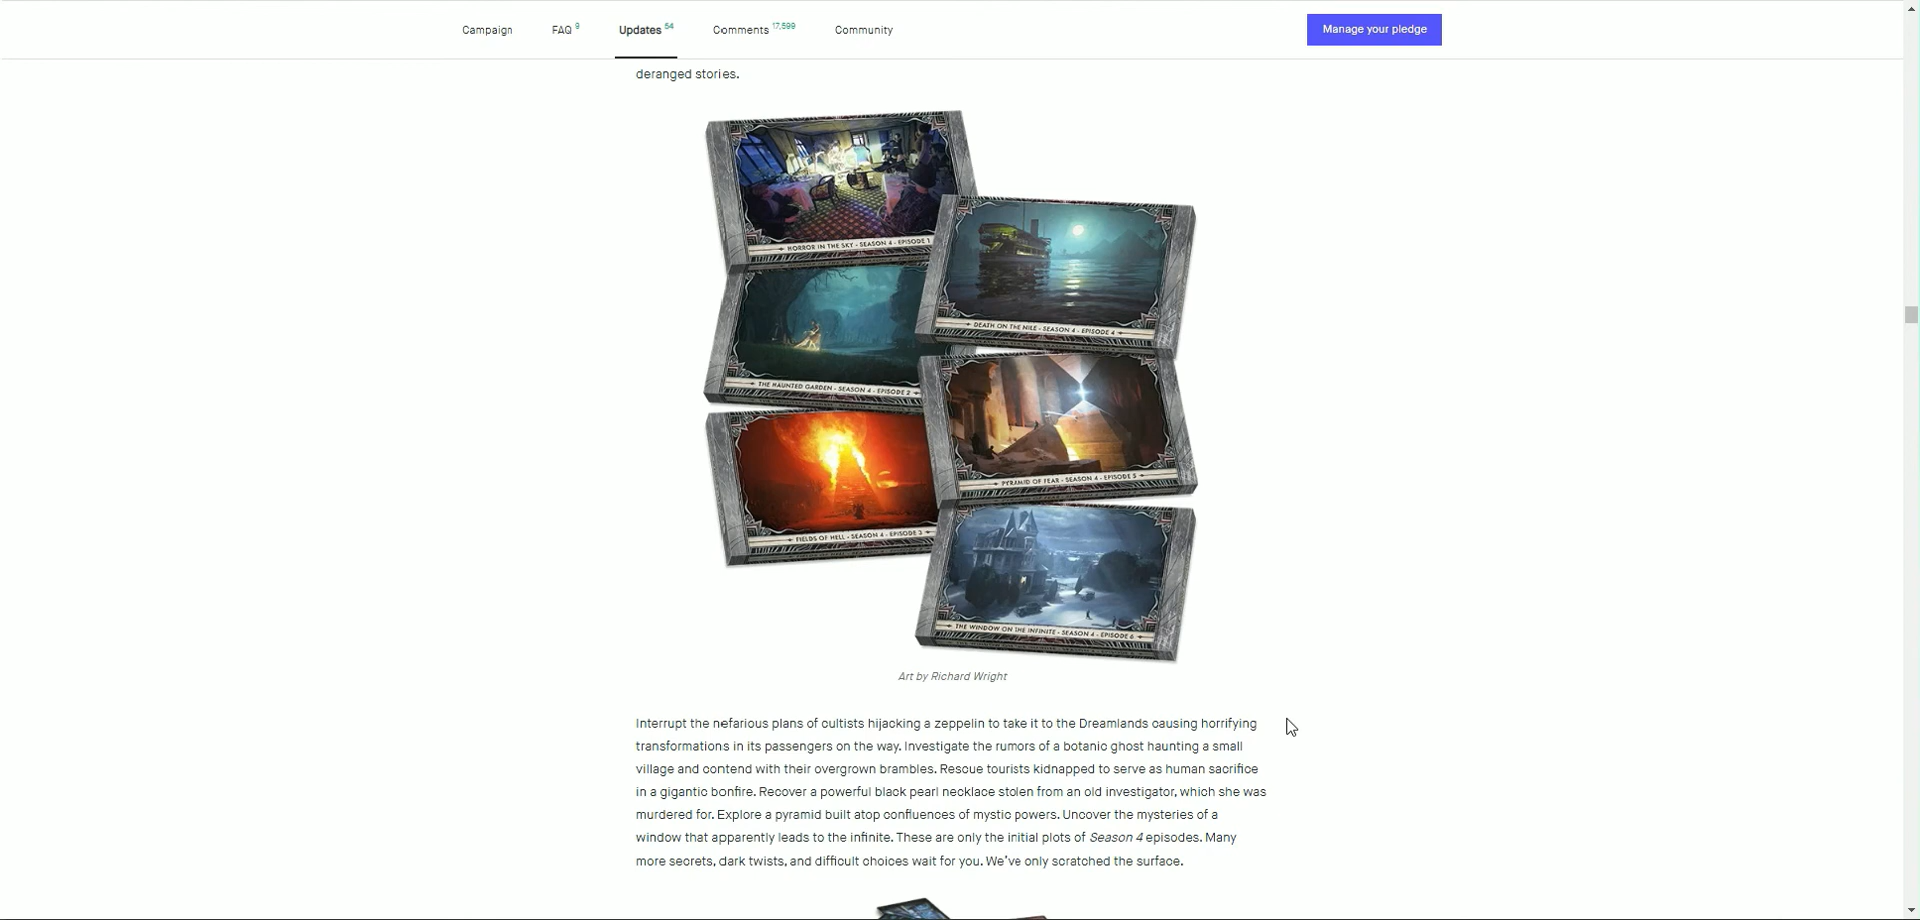 Campaign
FAQ 9
Updates 54
Comments 17,599
Community
Manage your pledge
deranged stories.
HORROR IN THE SKY - SEASON 4 - EPISODE 1
DEATH ON THE NILE - SEASON 4 - EPISODE 4
THE HAUNTED GARDEN - SEASON 4 - EPISODE 2
PYRAMID OF FEAR - SEASON 4 - EPISODE 5
FIELDS OF HELL - SEASON 4 - EPISODE 3
THE WINDOW ON THE INFINITE - SEASON 4 - EPISODE 6
Art by Richard Wright
Interrupt the nefarious plans of cultists hijacking a zeppelin to take it to the Dreamlands causing horrifying
transformations in its passengers on the way. Investigate the rumors of a botanic ghost haunting a small
village and contend with their overgrown brambles. Rescue tourists kidnapped to serve as human sacrifice
in a gigantic bonfire. Recover a powerful black pearl necklace stolen from an old investigator, which she was
murdered for. Explore a pyramid built atop confluences of mystic powers. Uncover the mysteries of a
window that apparently leads to the infinite. These are only the initial plots of Season 4 episodes. Many
more secrets, dark twists, and difficult choices wait for you. We've only scratched the surface.